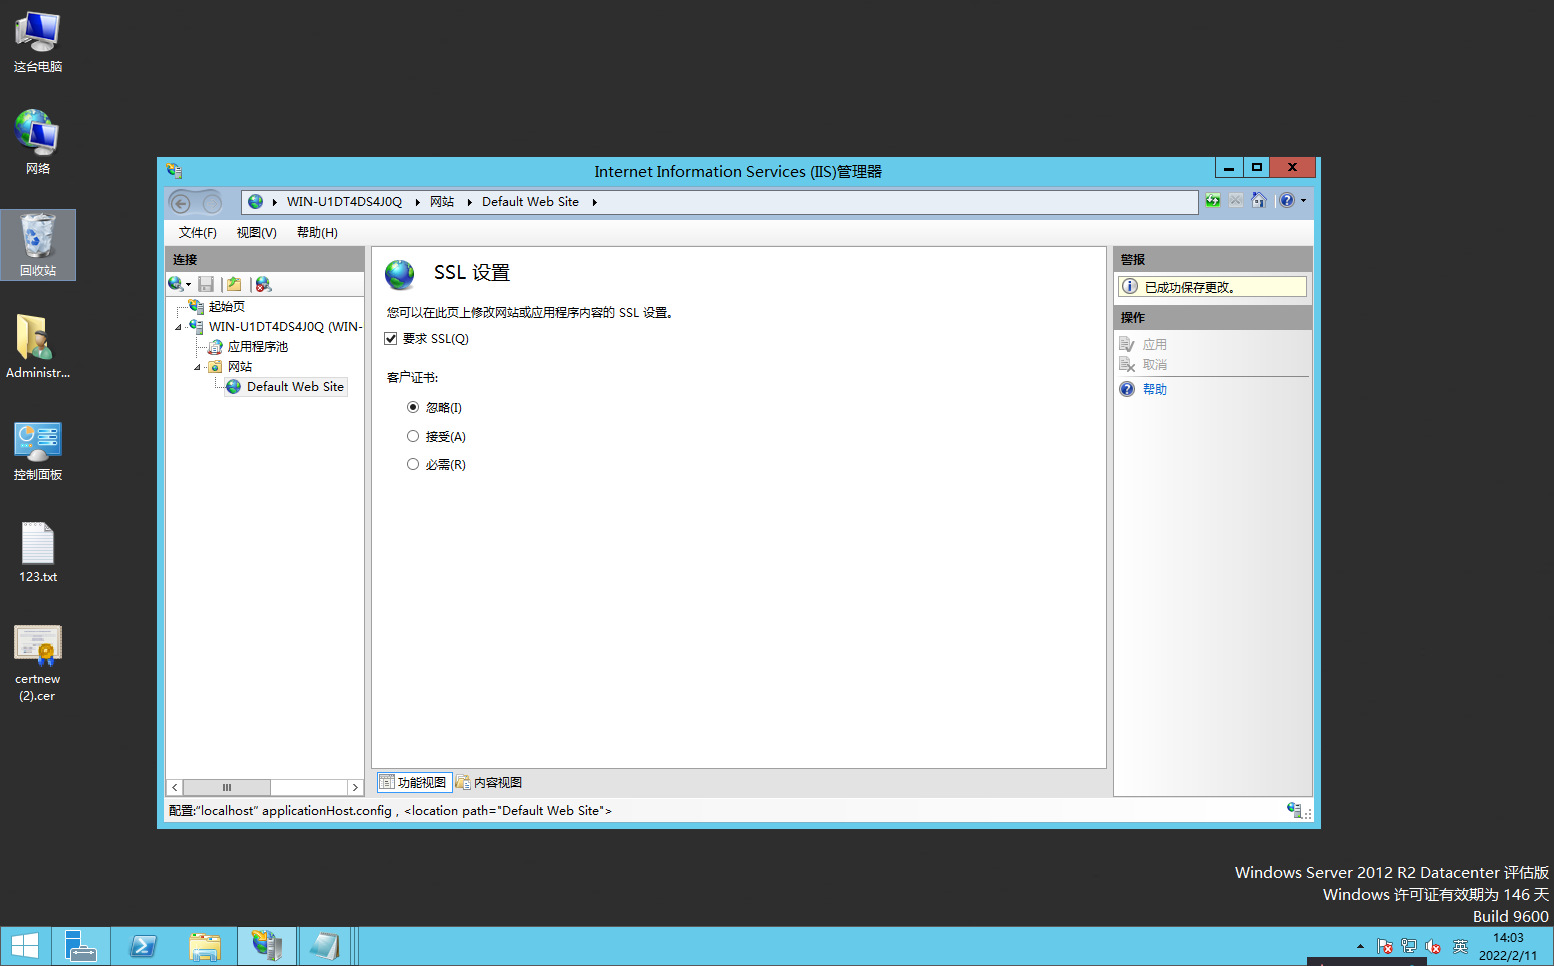 这台电脑
网络
回收站
Administr...
控制面板
123.txt
certnew
(2).cer
Internet Information Services (IIS)管理器
WIN-U1DT4DS4J0Q
网站
Default Web Site
文件(F)
视图(V)
帮助(H)
连接
起始页
WIN-U1DT4DS4J0Q (WIN-
应用程序池
网站
Default Web Site
SSL 设置
您可以在此页上修改网站或应用程序内容的 SSL 设置。
要求 SSL(Q)
客户证书:
忽略(I)
接受(A)
必需(R)
功能视图
内容视图
警报
已成功保存更改。
操作
应用
取消
帮助
配置:“localhost” applicationHost.config , <location path="Default Web Site">
Windows Server 2012 R2 Datacenter 评估版
Windows 许可证有效期为 146 天
Build 9600
英
14:03
2022/2/11